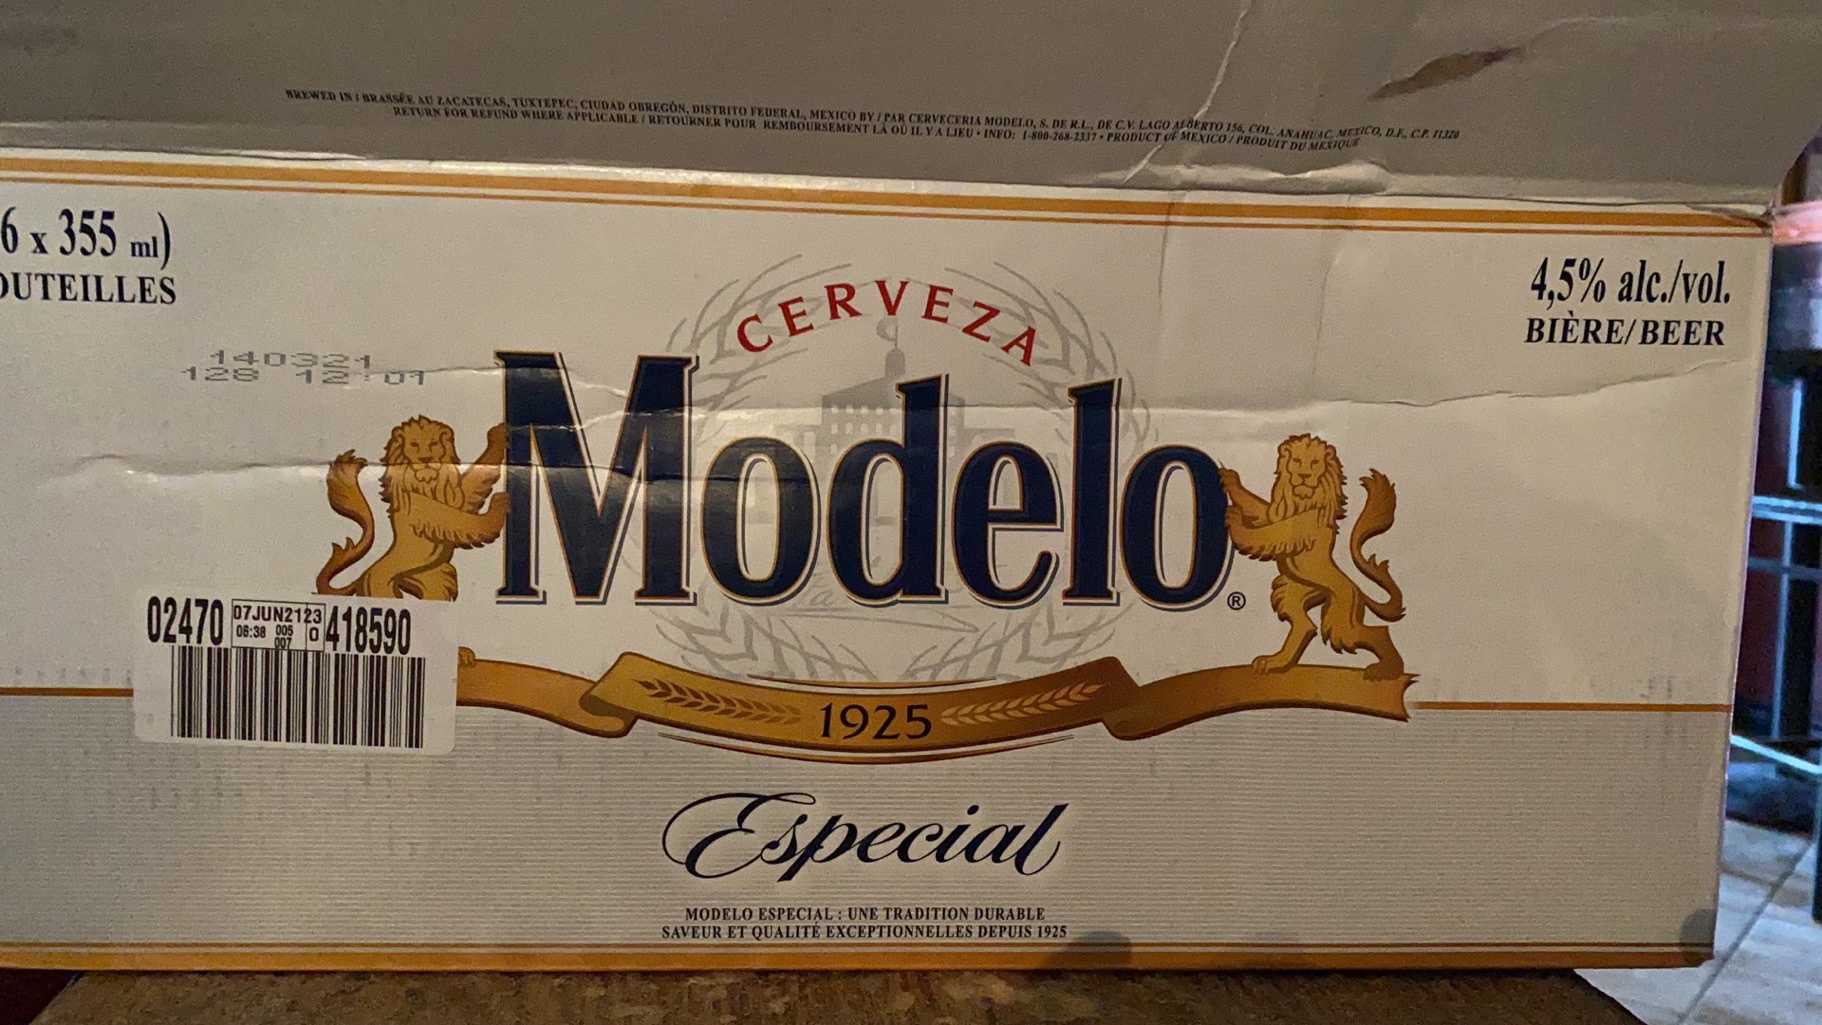 BREWED IN / BRASSÉE AU ZACATECAS, TUXTEPEC, CIUDAD OBREGÓN, DISTRITO FEDERAL, MEXICO BY / PAR CERVECERIA MODELO, S. DE R.L., DE C.V. LAGO ALBERTO 156, COL. ANAHUAC, MEXICO, D.F., C.P. 11320
RETURN FOR REFUND WHERE APPLICABLE / RETOURNER POUR REMBOURSEMENT LÀ OÙ IL Y A LIEU • INFO: 1-800-268-2337 • PRODUCT OF MEXICO / PRODUIT DU MEXIQUE
6 x 355 ml)
OUTEILLES
4,5% alc./vol.
BIÈRE/BEER
140321
128 12:01
CERVEZA
Modelo®
02470 07JUN2123 418590
06:38 005 0
007
1925
Especial
MODELO ESPECIAL : UNE TRADITION DURABLE
SAVEUR ET QUALITÉ EXCEPTIONNELLES DEPUIS 1925